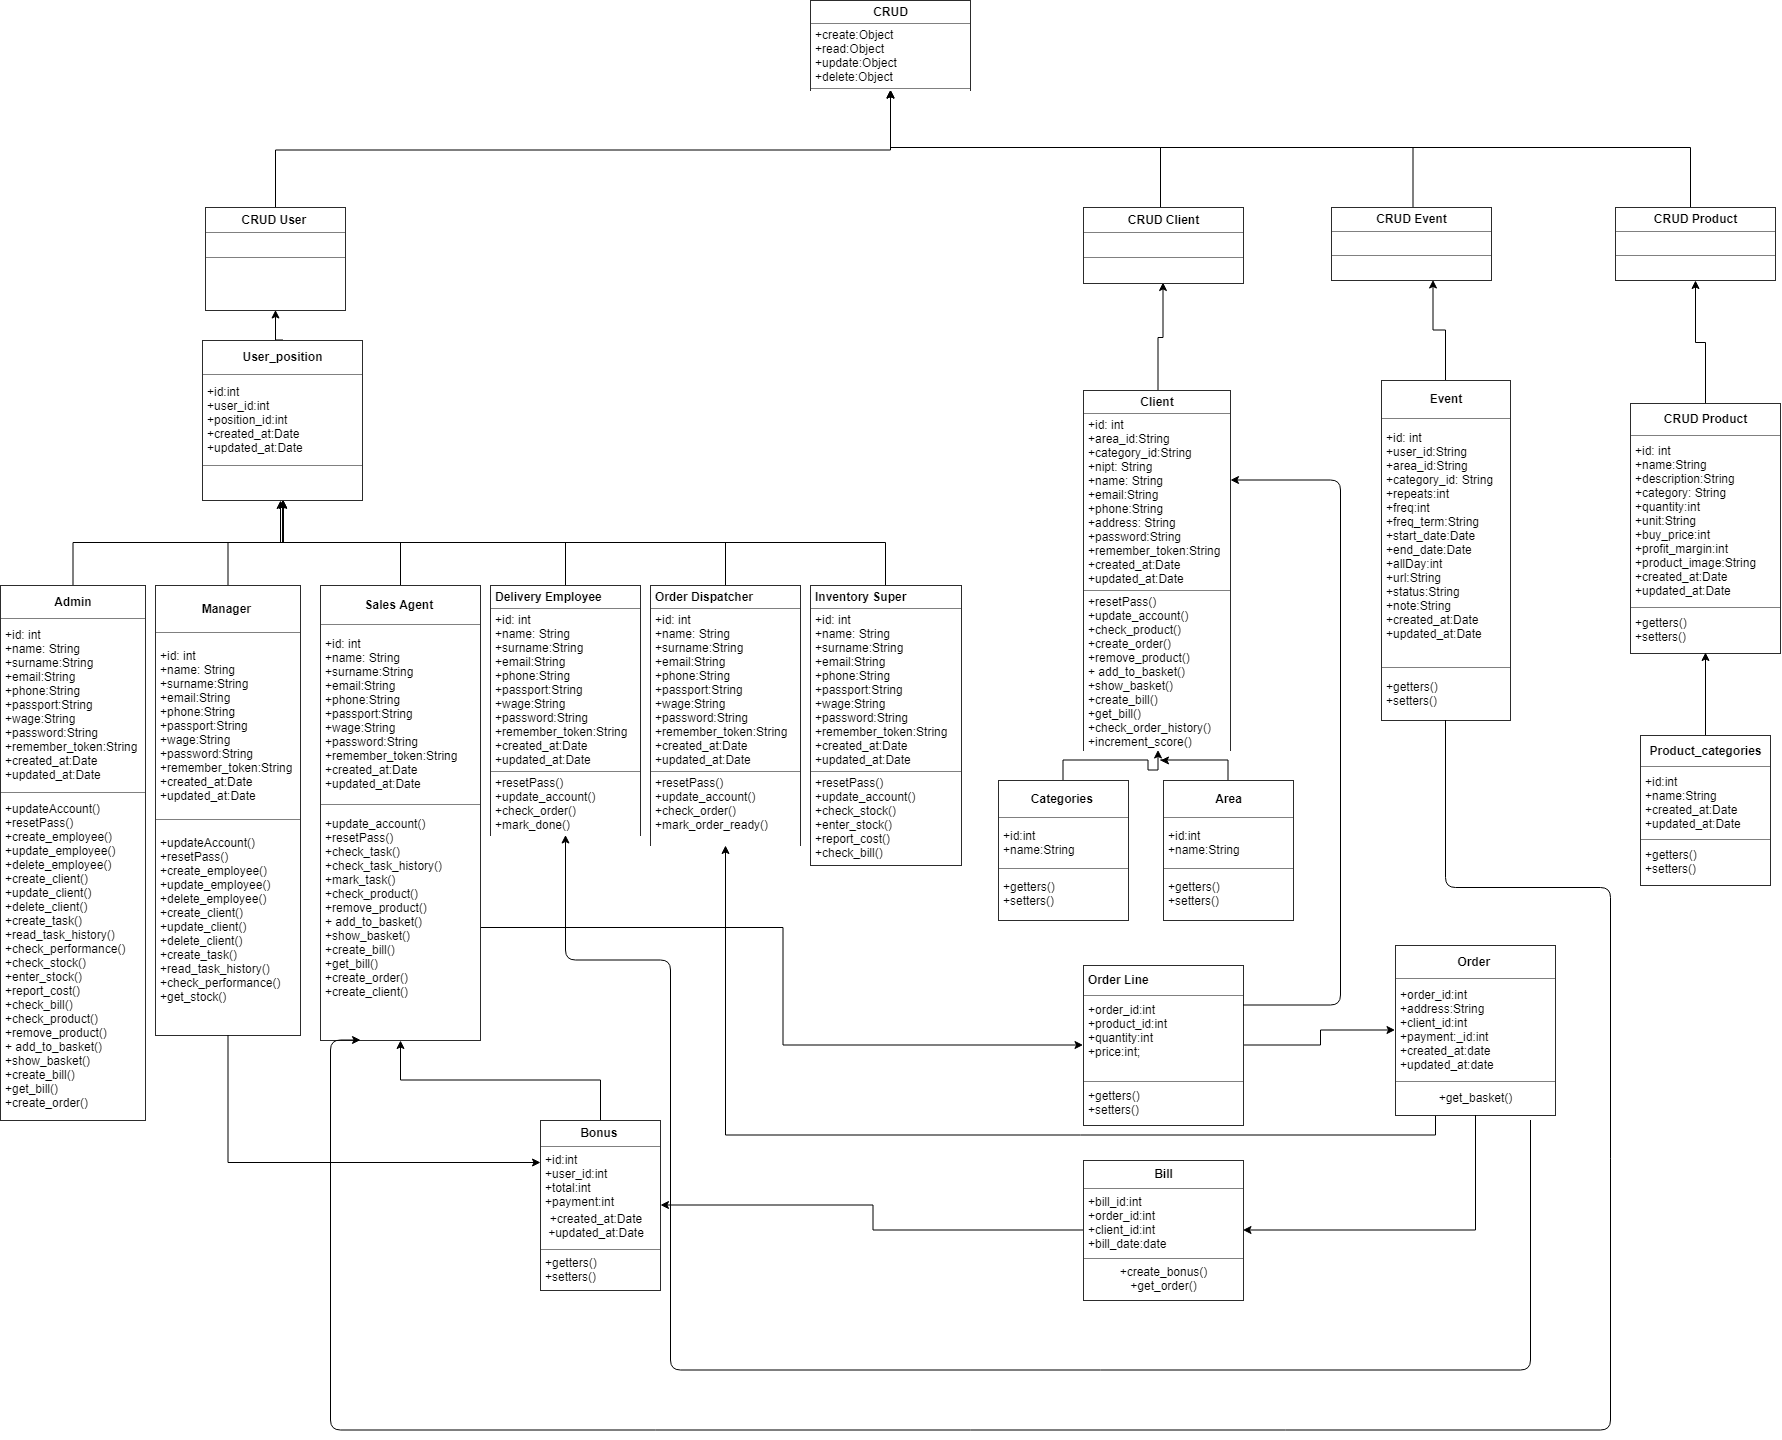 CRUD
+create:Object
+read:Object
+update:Object
+delete:Object
CRUD User
CRUD Client
CRUD Event
CRUD Product
User_position
+id:int
+user_id:int
+position_id:int
+created_at:Date
+updated_at:Date
Client
+id: int
+area_id:String
+category_id:String
+nipt: String
+name: String
+email:String
+phone:String
+address: String
+password:String
+remember_token:String
+created_at:Date
+updated_at:Date
+resetPass()
+update_account()
+check_product()
+create_order()
+remove_product()
+ add_to_basket()
+show_basket()
+create_bill()
+get_bill()
+check_order_history()
+increment_score()
Event
+id: int
+user_id:String
+area_id:String
+category_id: String
+repeats:int
+freq:int
+freq_term:String
+start_date:Date
+end_date:Date
+allDay:int
+url:String
+status:String
+note:String
+created_at:Date
+updated_at:Date
+getters()
+setters()
CRUD Product
+id: int
+name:String
+description:String
+category: String
+quantity:int
+unit:String
+buy_price:int
+profit_margin:int
+product_image:String
+created_at:Date
+updated_at:Date
+getters()
+setters()
Admin
+id: int
+name: String
+surname:String
+email:String
+phone:String
+passport:String
+wage:String
+password:String
+remember_token:String
+created_at:Date
+updated_at:Date
+updateAccount()
+resetPass()
+create_employee()
+update_employee()
+delete_employee()
+create_client()
+update_client()
+delete_client()
+create_task()
+read_task_history()
+check_performance()
+check_stock()
+enter_stock()
+report_cost()
+check_bill()
+check_product()
+remove_product()
+ add_to_basket()
+show_basket()
+create_bill()
+get_bill()
+create_order()
Manager
+id: int
+name: String
+surname:String
+email:String
+phone:String
+passport:String
+wage:String
+password:String
+remember_token:String
+created_at:Date
+updated_at:Date
+updateAccount()
+resetPass()
+create_employee()
+update_employee()
+delete_employee()
+create_client()
+update_client()
+delete_client()
+create_task()
+read_task_history()
+check_performance()
+get_stock()
Sales Agent
+id: int
+name: String
+surname:String
+email:String
+phone:String
+passport:String
+wage:String
+password:String
+remember_token:String
+created_at:Date
+updated_at:Date
+update_account()
+resetPass()
+check_task()
+check_task_history()
+mark_task()
+check_product()
+remove_product()
+ add_to_basket()
+show_basket()
+create_bill()
+get_bill()
+create_order()
+create_client()
Delivery Employee
+id: int
+name: String
+surname:String
+email:String
+phone:String
+passport:String
+wage:String
+password:String
+remember_token:String
+created_at:Date
+updated_at:Date
+resetPass()
+update_account()
+check_order()
+mark_done()
Order Dispatcher
+id: int
+name: String
+surname:String
+email:String
+phone:String
+passport:String
+wage:String
+password:String
+remember_token:String
+created_at:Date
+updated_at:Date
+resetPass()
+update_account()
+check_order()
+mark_order_ready()
Inventory Super
+id: int
+name: String
+surname:String
+email:String
+phone:String
+passport:String
+wage:String
+password:String
+remember_token:String
+created_at:Date
+updated_at:Date
+resetPass()
+update_account()
+check_stock()
+enter_stock()
+report_cost()
+check_bill()
Categories
+id:int
+name:String
+getters()
+setters()
Area
+id:int
+name:String
+getters()
+setters()
Product_categories
+id:int
+name:String
+created_at:Date
+updated_at:Date
+getters()
+setters()
Order Line
+order_id:int
+product_id:int
+quantity:int
+price:int;
+getters()
+setters()
Order
+order_id:int
+address:String
+client_id:int
+payment:_id:int
+created_at:date
+updated_at:date
+get_basket()
Bonus
+id:int
+user_id:int
+total:int
+payment:int
+created_at:Date
+updated_at:Date
+getters()
+setters()
Bill
+bill_id:int
+order_id:int
+client_id:int
+bill_date:date
+create_bonus()
+get_order()